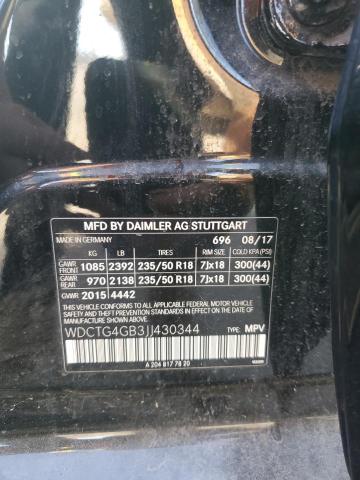 MFD BY DAIMLER AG STUTTGART
MADE IN GERMANY 696 08/17
KG LB TIRES RIM SIZE COLD KPA (PSI)
GAWR FRONT 1085 2392 235/50 R18 7Jx18 300(44)
GAWR REAR 970 2138 235/50 R18 7Jx18 300(44)
GVWR 2015 4442
THIS VEHICLE CONFORMS TO ALL APPLICABLE FEDERAL MOTOR VEHICLE
SAFETY STANDARDS IN EFFECT ON THE DATE OF MANUFACTURE
SHOWN ABOVE.
WDCTG4GB3JJ430344 TYPE: MPV
A 204 817 78 20